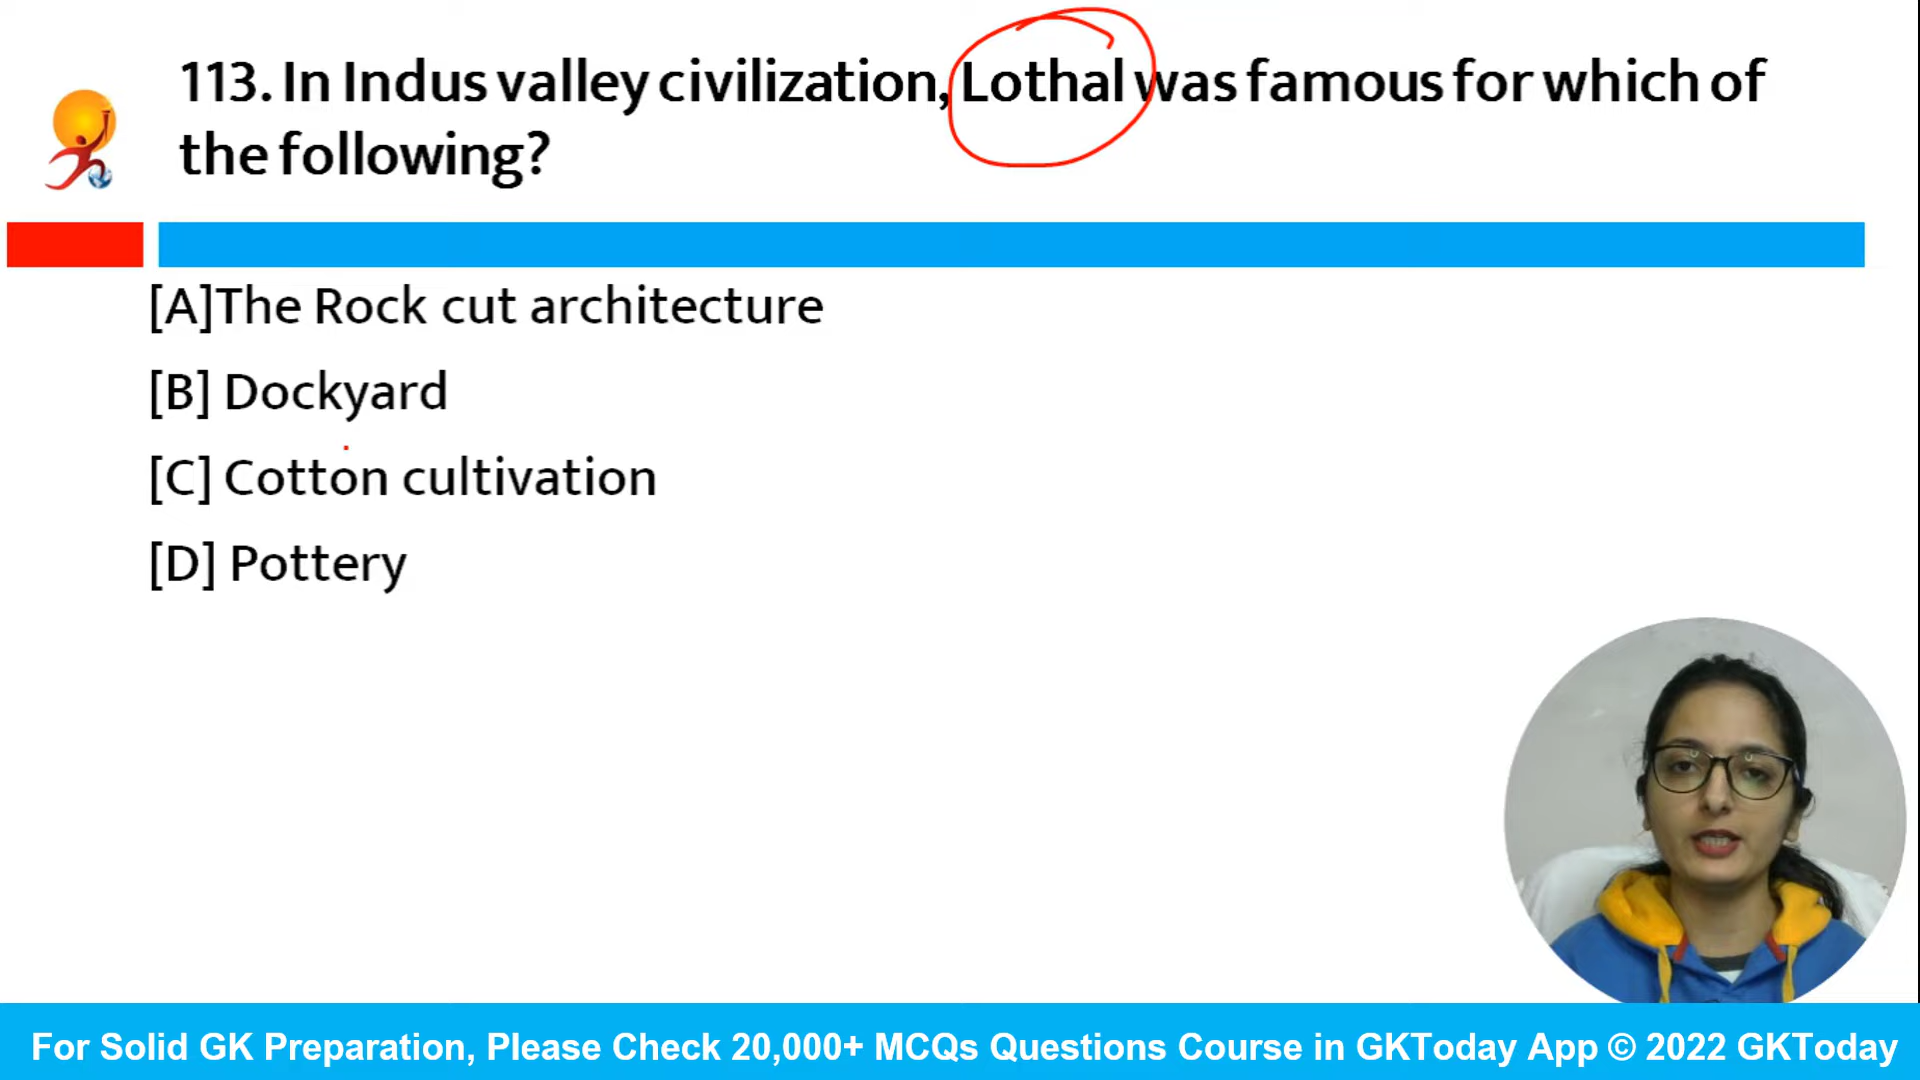 113. In Indus valley civilization, Lothal was famous for which of
the following?
[A]The Rock cut architecture
[B] Dockyard
[C] Cotton cultivation
[D] Pottery
For Solid GK Preparation, Please Check 20,000+ MCQs Questions Course in GKToday App © 2022 GKToday